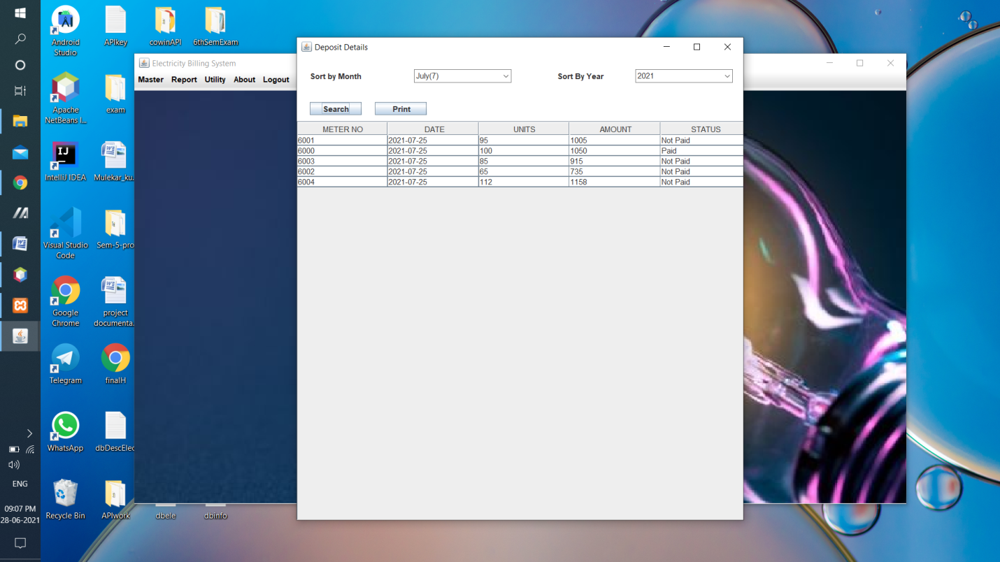 Android
Studio
APIkey
cowinAPI
6thSemExam
Apache
NetBeans I...
exam
IntelliJ IDEA
Mulekar_ku...
Visual Studio
Code
Sem-5-pro
Google
Chrome
project
documenta...
Telegram
finalH
WhatsApp
dbDescElec
Recycle Bin
APIwork
dbele
dbinfo
Electricity Billing System
Master Report Utility About Logout
Deposit Details
Sort by Month July(7) Sort By Year 2021
Search Print
METER NO DATE UNITS AMOUNT STATUS
6001 2021-07-25 95 1005 Not Paid
6000 2021-07-25 100 1050 Paid
6003 2021-07-25 85 915 Not Paid
6002 2021-07-25 65 735 Not Paid
6004 2021-07-25 112 1158 Not Paid
IJ
ENG
09:07 PM
28-06-2021